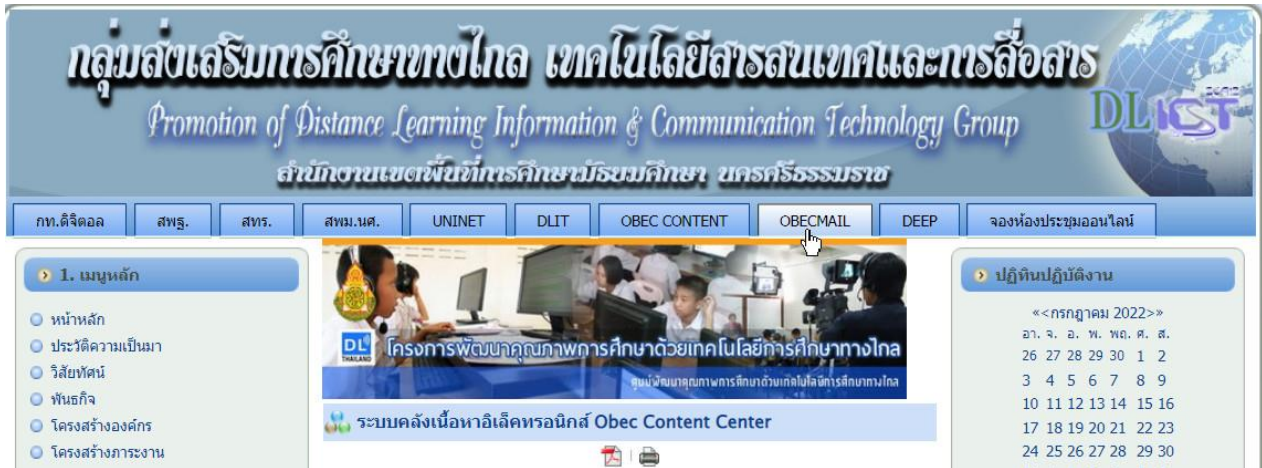 กลุ่มส่งเสริมการศึกษาทางไกล เทคโนโลยีสารสนเทศและการสื่อสาร
Promotion of Distance Learning Information & Communication Technology Group
สำนักงานเขตพื้นที่การศึกษามัธยมศึกษา นครศรีธรรมราช
DLICT
กท.ดิจิตอล สพฐ. สทร. สพม.นศ. UNINET DLIT OBEC CONTENT OBECMAIL DEEP จองห้องประชุมออนไลน์
1. เมนูหลัก
หน้าหลัก
ประวัติความเป็นมา
วิสัยทัศน์
พันธกิจ
โครงสร้างองค์กร
โครงสร้างภาระงาน
DL THAILAND
โครงการพัฒนาคุณภาพการศึกษาด้วยเทคโนโลยีการศึกษาทางไกล
ศูนย์พัฒนาคุณภาพการศึกษาด้วยเทคโนโลยีการศึกษาทางไกล
ระบบคลังเนื้อหาอิเล็คทรอนิกส์ Obec Content Center
ปฏิทินปฏิบัติงาน
«<กรกฎาคม 2022>»
อา. จ. อ. พ. พฤ. ศ. ส.
26 27 28 29 30 1 2
3 4 5 6 7 8 9
10 11 12 13 14 15 16
17 18 19 20 21 22 23
24 25 26 27 28 29 30